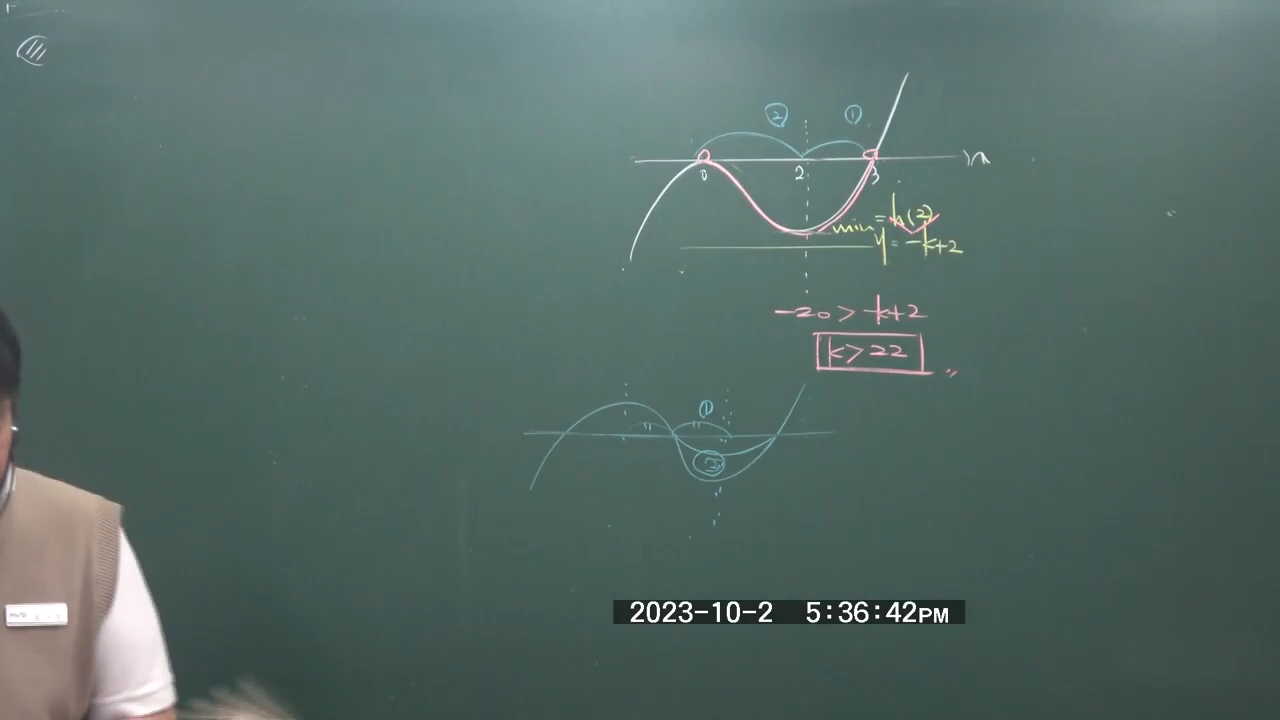 ② ①
0 2 3 x
min = h(2)
y = -k+2
-20 > -k+2
k > 22
①
②
2023-10-2 5:36:42PM